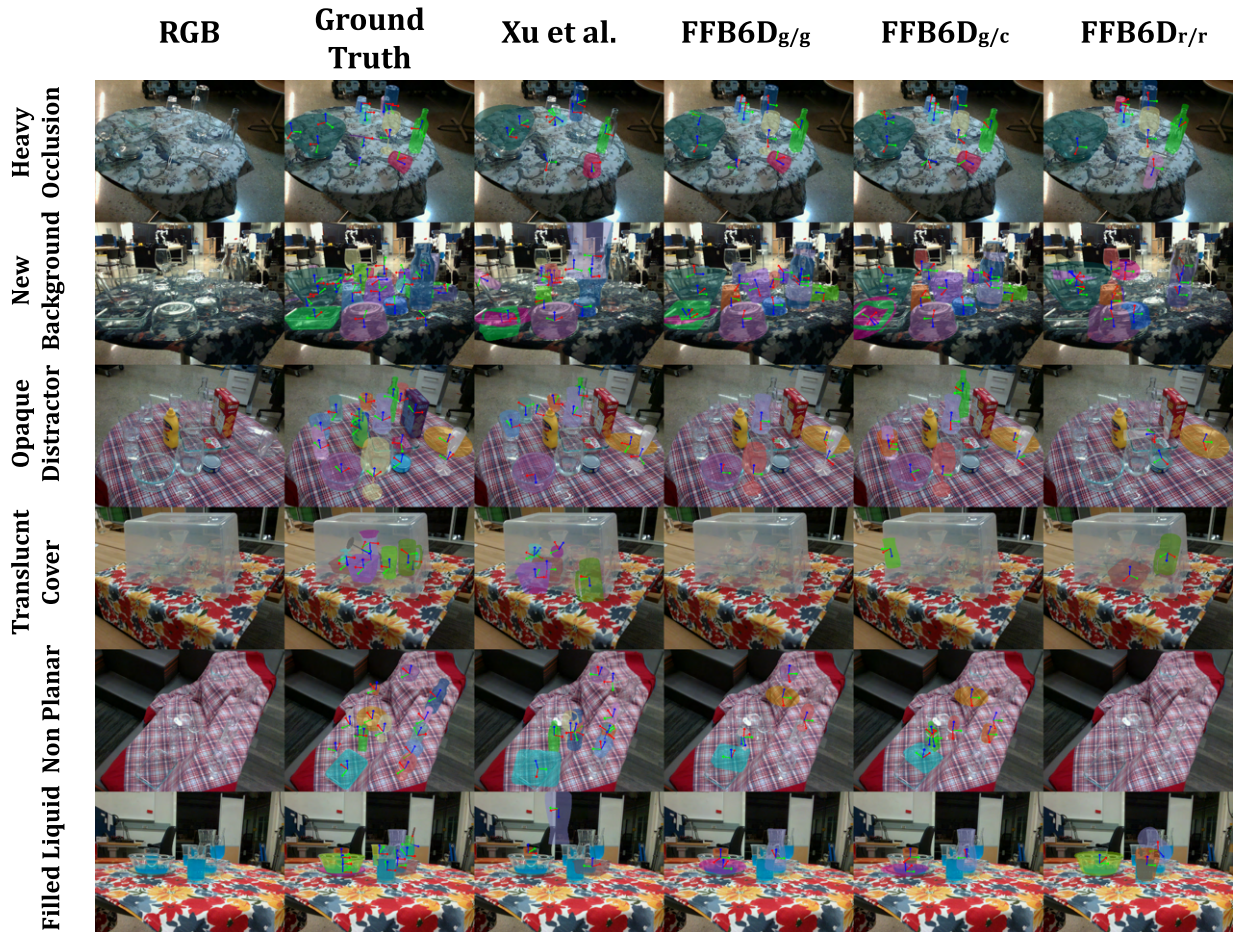 RGB
Ground
Truth
Xu et al.
FFB6Dg/g
FFB6Dg/c
FFB6Dr/r
Heavy
Occlusion
New
Background
Opaque
Distractor
Translucnt
Cover
Non Planar
Filled Liquid